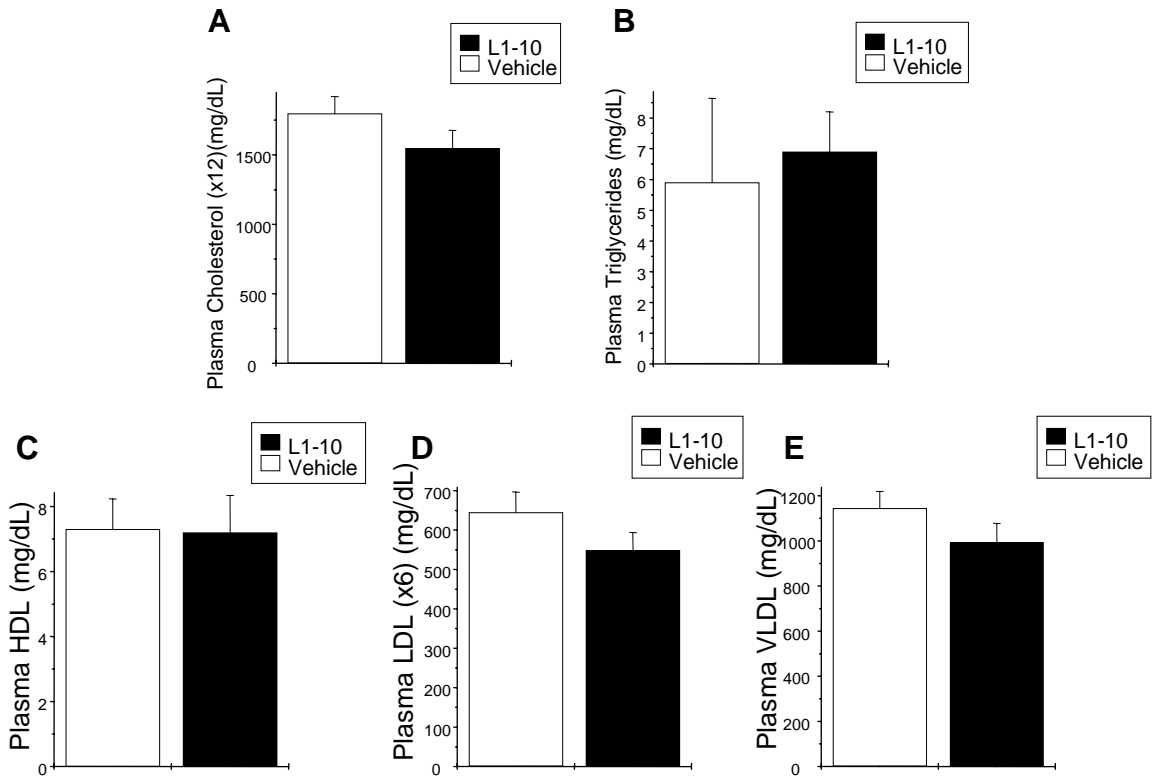 A
L1-10
Vehicle
Plasma Cholesterol (x12)(mg/dL)
1500
1000
500
0
B
L1-10
Vehicle
Plasma Triglycerides (mg/dL)
8
7
6
5
4
3
2
1
0
C
L1-10
Vehicle
Plasma HDL (mg/dL)
8
6
4
2
0
D
L1-10
Vehicle
Plasma LDL (x6) (mg/dL)
700
600
500
400
300
200
100
0
E
L1-10
Vehicle
Plasma VLDL (mg/dL)
1200
1000
800
600
400
200
0